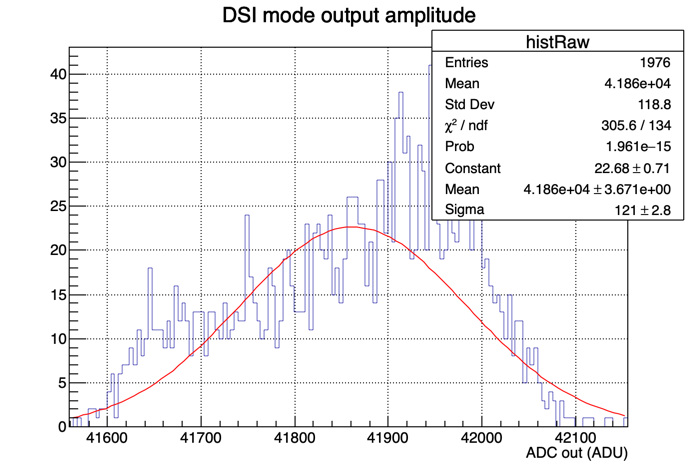 DSI mode output amplitude
histRaw
Entries 1976
Mean 4.186e+04
Std Dev 118.8
χ² / ndf 305.6 / 134
Prob 1.961e−15
Constant 22.68 ± 0.71
Mean 4.186e+04 ± 3.671e+00
Sigma 121 ± 2.8
40
35
30
25
20
15
10
5
0
41600 41700 41800 41900 42000 42100
ADC out (ADU)